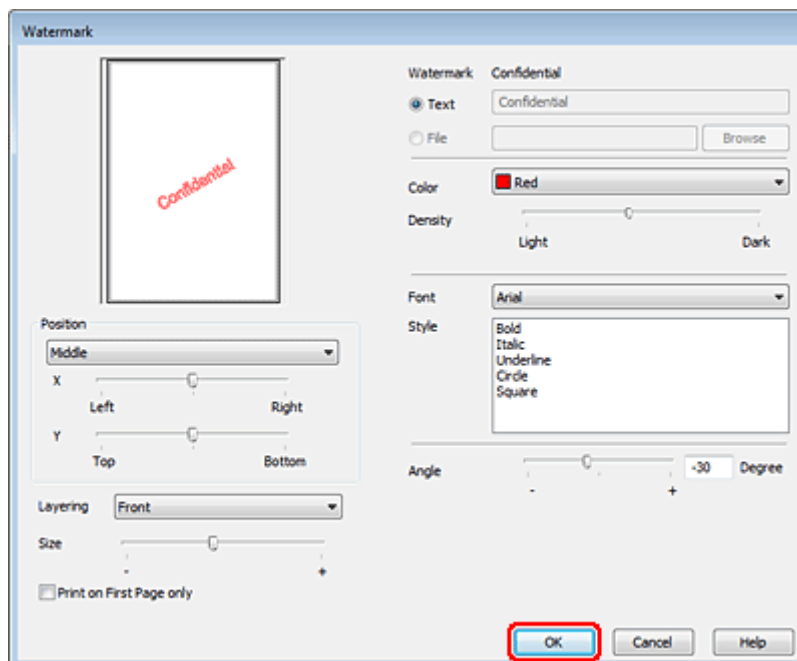 Watermark
Confidential
Position
Middle
X
Left Right
Y
Top Bottom
Layering Front
Size
- +
Print on First Page only
Watermark Confidential
Text Confidential
File Browse
Color Red
Density
Light Dark
Font Arial
Style
Bold
Italic
Underline
Circle
Square
Angle -30 Degree
- +
OK Cancel Help